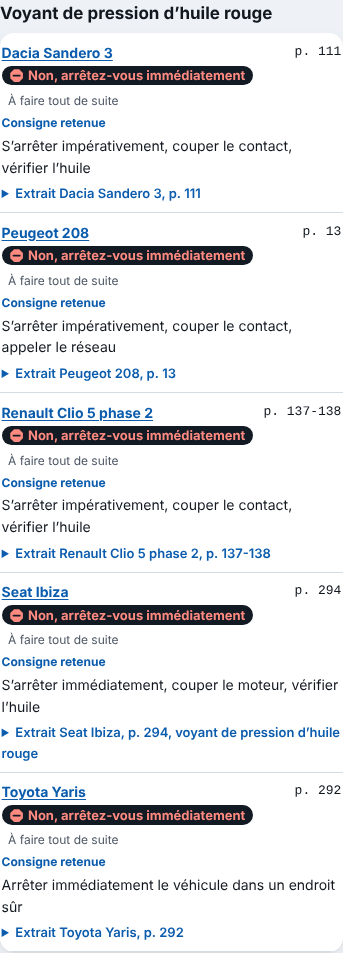 Voyant de pression d’huile rouge
Dacia Sandero 3 p. 111
Non, arrêtez-vous immédiatement
À faire tout de suite
Consigne retenue
S’arrêter impérativement, couper le contact,
vérifier l’huile
▶ Extrait Dacia Sandero 3, p. 111
Peugeot 208 p. 13
Non, arrêtez-vous immédiatement
À faire tout de suite
Consigne retenue
S’arrêter impérativement, couper le contact,
appeler le réseau
▶ Extrait Peugeot 208, p. 13
Renault Clio 5 phase 2 p. 137-138
Non, arrêtez-vous immédiatement
À faire tout de suite
Consigne retenue
S’arrêter impérativement, couper le contact,
vérifier l’huile
▶ Extrait Renault Clio 5 phase 2, p. 137-138
Seat Ibiza p. 294
Non, arrêtez-vous immédiatement
À faire tout de suite
Consigne retenue
S’arrêter immédiatement, couper le moteur, vérifier
l’huile
▶ Extrait Seat Ibiza, p. 294, voyant de pression d’huile
rouge
Toyota Yaris p. 292
Non, arrêtez-vous immédiatement
À faire tout de suite
Consigne retenue
Arrêter immédiatement le véhicule dans un endroit
sûr
▶ Extrait Toyota Yaris, p. 292